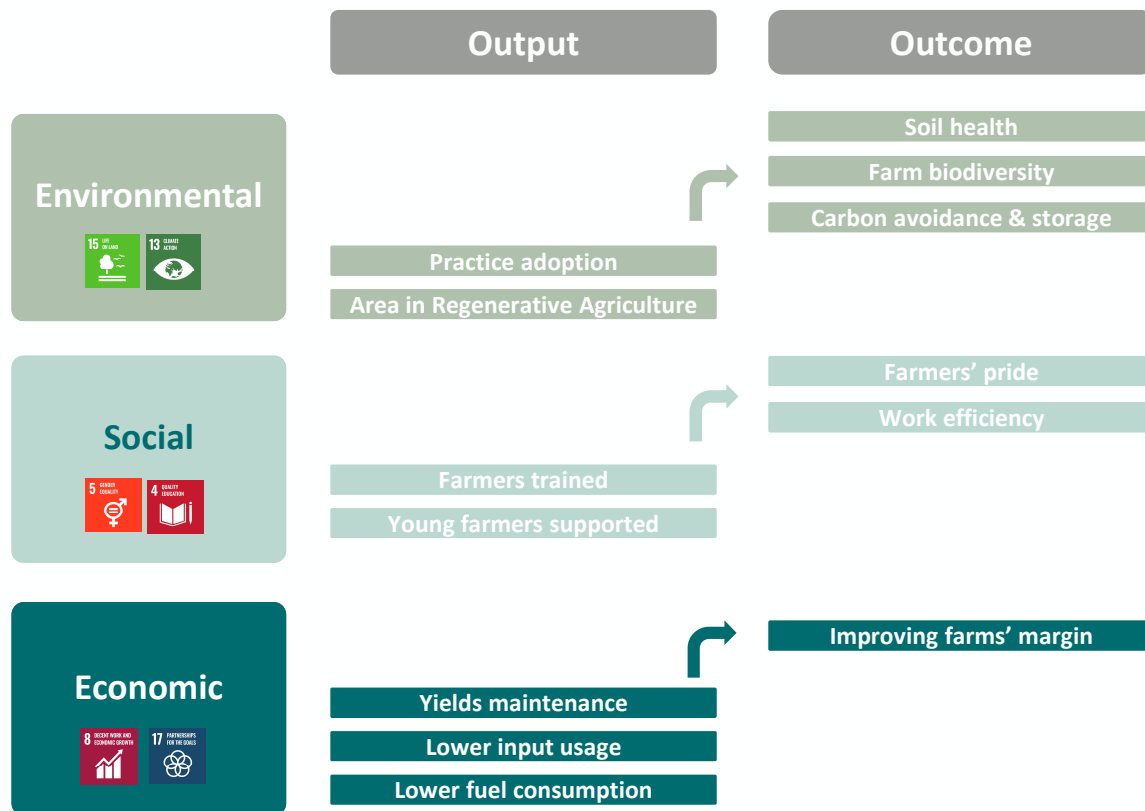 Output
Outcome
Environmental
15 LIFE
ON LAND
13 CLIMATE
ACTION
Practice adoption
Area in Regenerative Agriculture
Soil health
Farm biodiversity
Carbon avoidance & storage
Social
5 GENDER
EQUALITY
4 QUALITY
EDUCATION
Farmers trained
Young farmers supported
Farmers’ pride
Work efficiency
Economic
8 DECENT WORK AND
ECONOMIC GROWTH
17 PARTNERSHIPS
FOR THE GOALS
Yields maintenance
Lower input usage
Lower fuel consumption
Improving farms’ margin